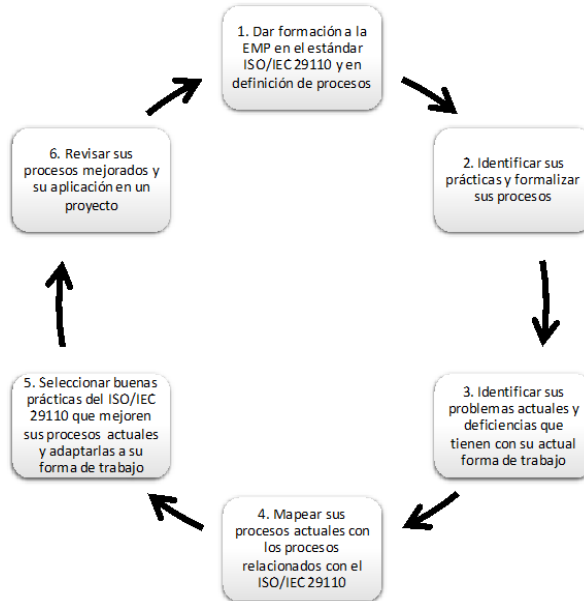 1. Dar formación a la
EMP en el estándar
ISO/IEC 29110 y en
definición de procesos
2. Identificar sus
prácticas y formalizar
sus procesos
3. Identificar sus
problemas actuales y
deficiencias que
tienen con su actual
forma de trabajo
4. Mapear sus
procesos actuales con
los procesos
relacionados con el
ISO/IEC 29110
5. Seleccionar buenas
prácticas del ISO/IEC
29110 que mejoren
sus procesos actuales
y adaptarlas a su
forma de trabajo
6. Revisar sus
procesos mejorados y
su aplicación en un
proyecto